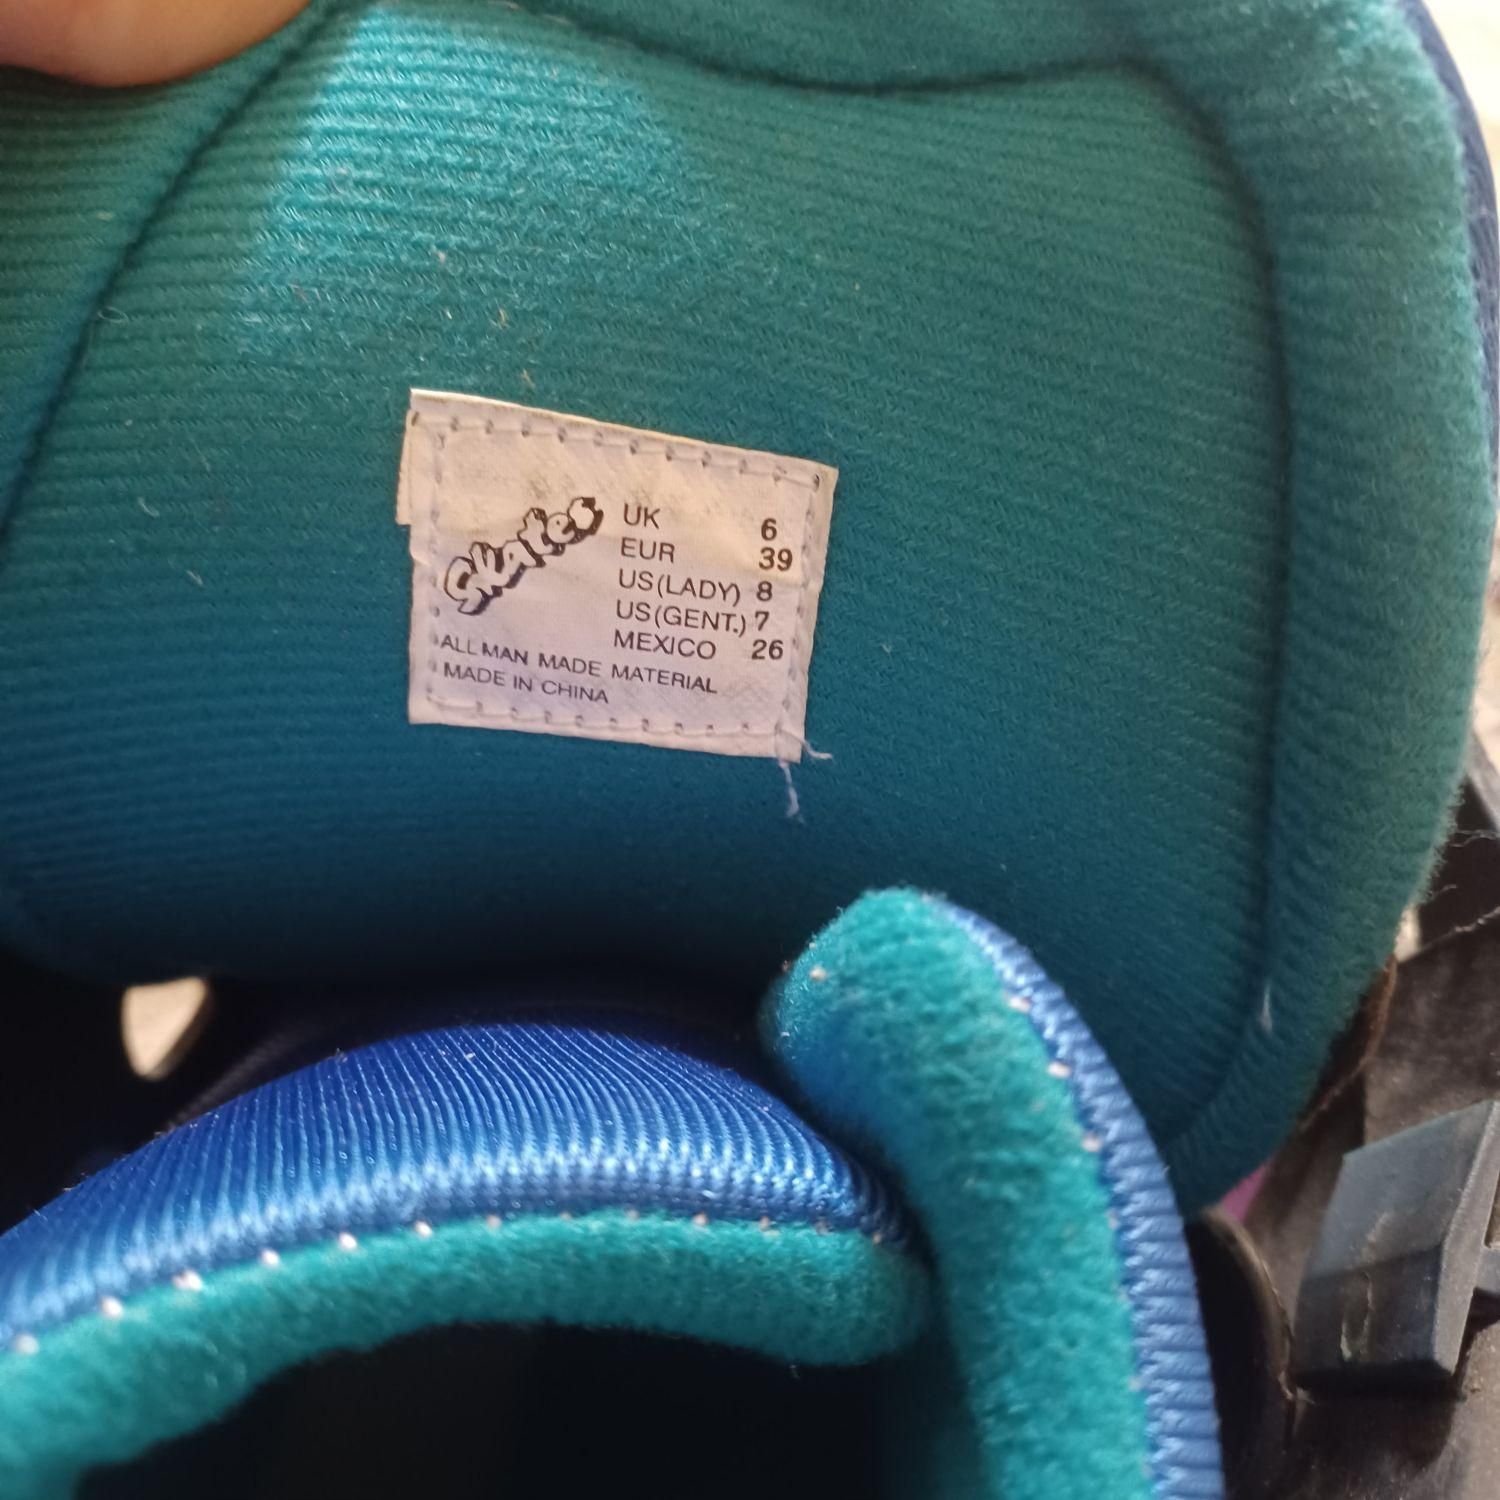 Skates
UK 6
EUR 39
US(LADY) 8
US(GENT.) 7
MEXICO 26
ALL MAN MADE MATERIAL
MADE IN CHINA